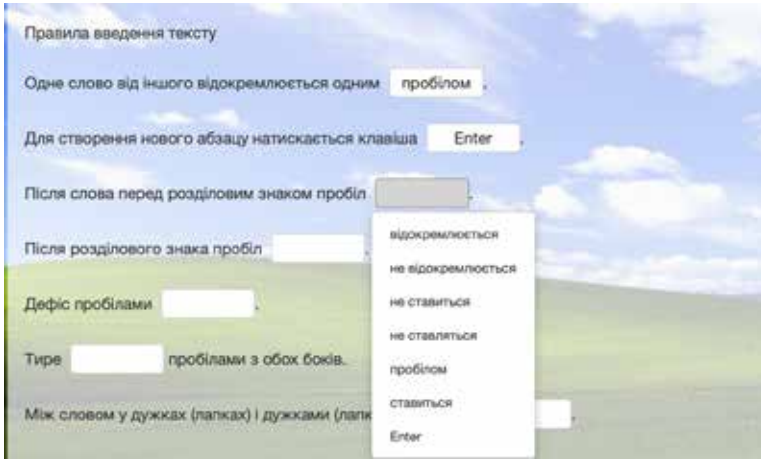 Правила введення тексту
Одне слово від іншого відокремлюється одним пробілом .
Для створення нового абзацу натискається клавіша Enter .
Після слова перед розділовим знаком пробіл .
Після розділового знака пробіл .
відокремлюється
не відокремлюється
Дефіс пробілами .
не ставиться
не ставляться
Тире пробілами з обох боків.
пробілом
ставиться
Між словом у дужках (лапках) і дужками (лапк .
Enter